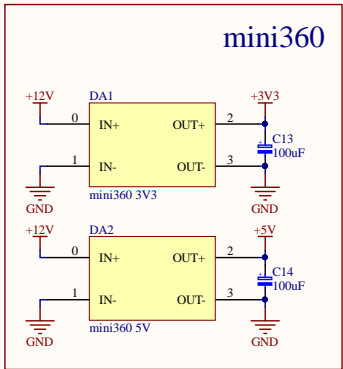 mini360
+12V DA1 +3V3
0 IN+ OUT+ 2
C13
100uF
1 IN- OUT- 3
mini360 3V3
GND GND
+12V DA2 +5V
0 IN+ OUT+ 2
C14
100uF
1 IN- OUT- 3
mini360 5V
GND GND